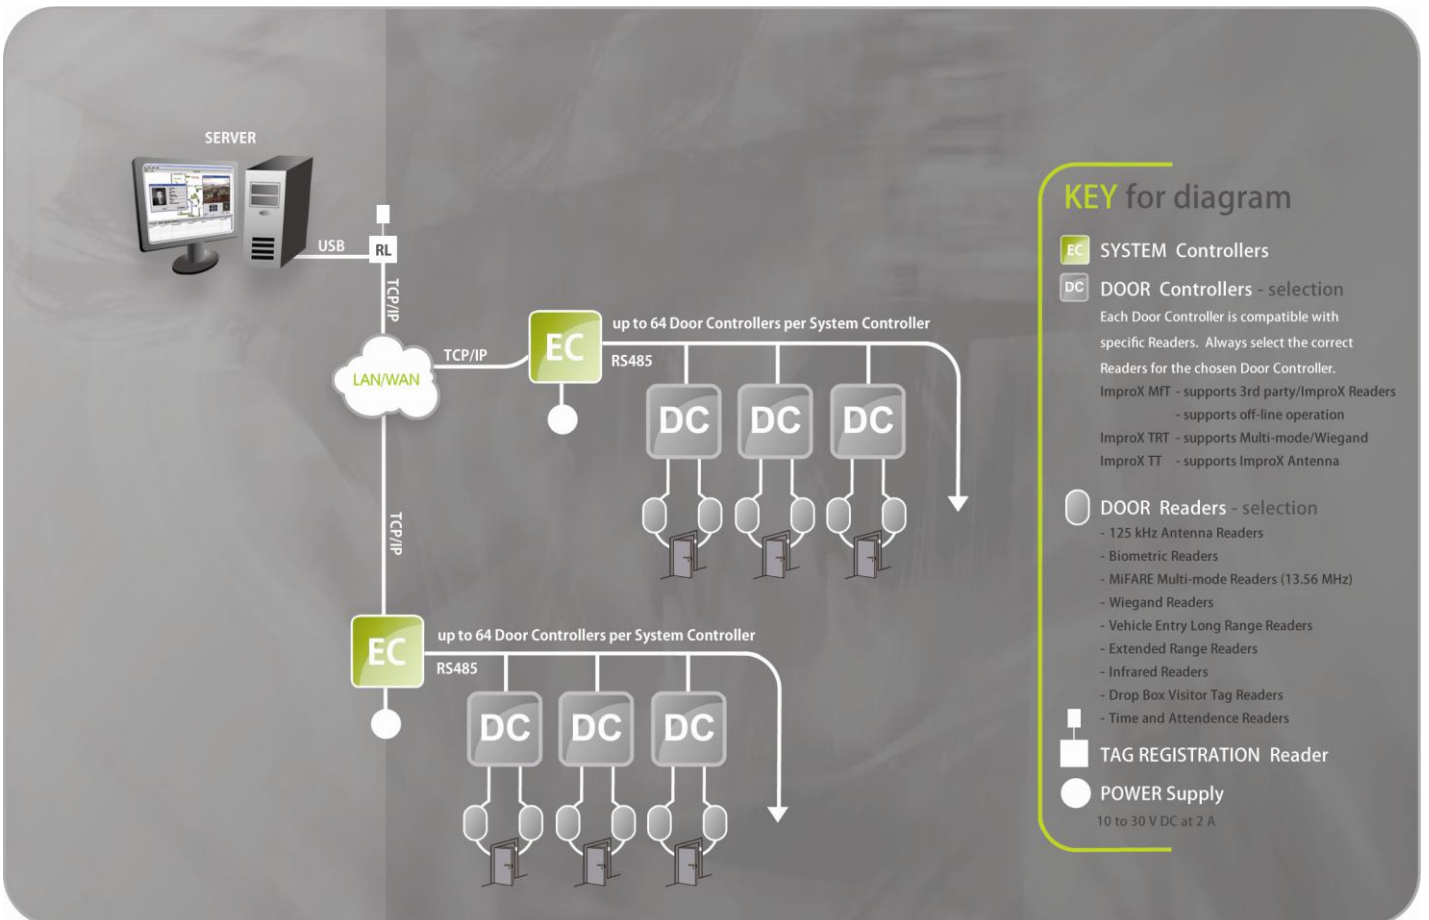 SERVER
USB
RL
TCP/IP
LAN/WAN
TCP/IP
EC
up to 64 Door Controllers per System Controller
RS485
DC DC DC
TCP/IP
EC
up to 64 Door Controllers per System Controller
RS485
DC DC DC
KEY for diagram
EC SYSTEM Controllers
DC DOOR Controllers - selection
Each Door Controller is compatible with
specific Readers. Always select the correct
Readers for the chosen Door Controller.
ImproX MfT - supports 3rd party/ImproX Readers
- supports off-line operation
ImproX TRT - supports Multi-mode/Wiegand
ImproX TT - supports ImproX Antenna
DOOR Readers - selection
- 125 kHz Antenna Readers
- Biometric Readers
- MiFARE Multi-mode Readers (13.56 MHz)
- Wiegand Readers
- Vehicle Entry Long Range Readers
- Extended Range Readers
- Infrared Readers
- Drop Box Visitor Tag Readers
- Time and Attendence Readers
TAG REGISTRATION Reader
POWER Supply
10 to 30 V DC at 2 A